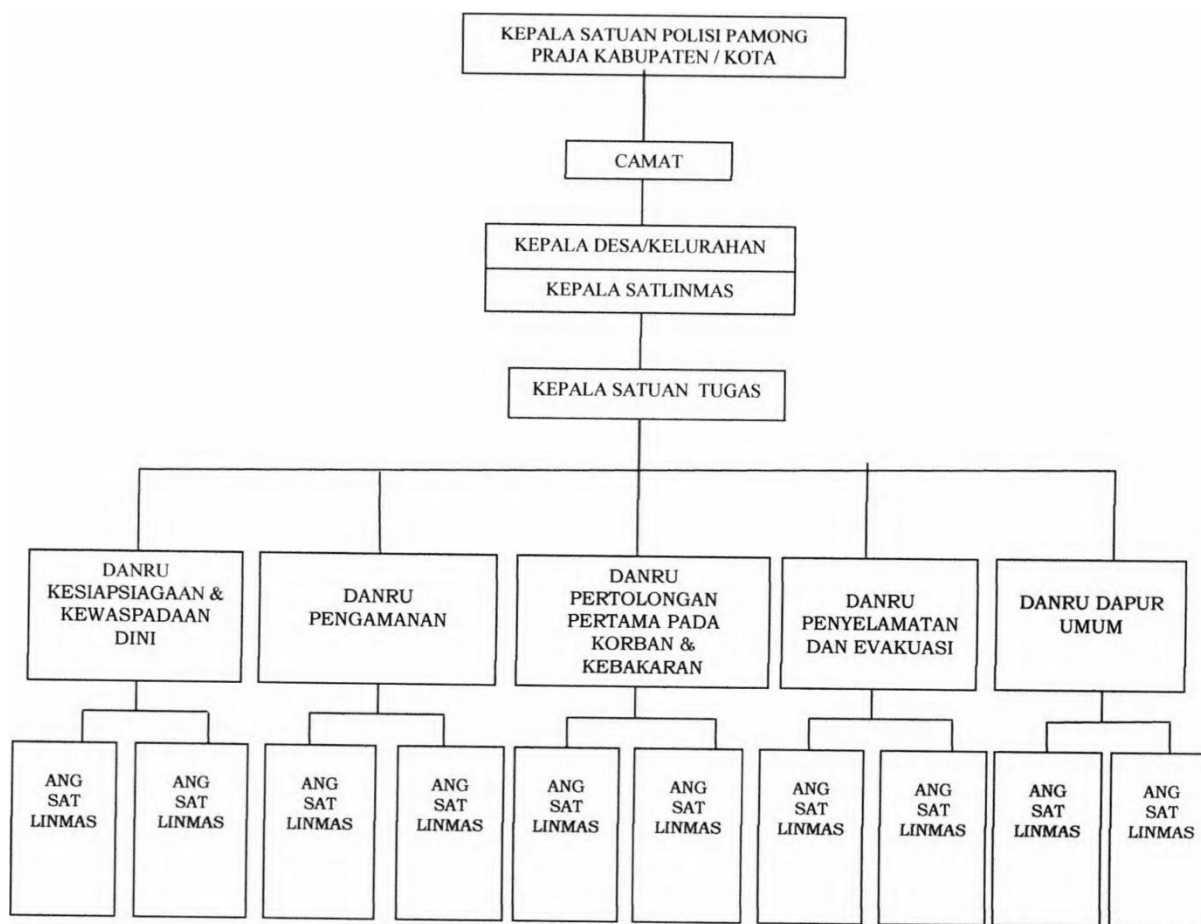 KEPALA SATUAN POLISI PAMONG
PRAJA KABUPATEN / KOTA
CAMAT
KEPALA DESA/KELURAHAN
KEPALA SATLINMAS
KEPALA SATUAN TUGAS
DANRU
KESIAPSIAGAAN &
KEWASPADAAN
DINI
DANRU
PENGAMANAN
DANRU
PERTOLONGAN
PERTAMA PADA
KORBAN &
KEBAKARAN
DANRU
PENYELAMATAN
DAN EVAKUASI
DANRU DAPUR
UMUM
ANG
SAT
LINMAS
ANG
SAT
LINMAS
ANG
SAT
LINMAS
ANG
SAT
LINMAS
ANG
SAT
LINMAS
ANG
SAT
LINMAS
ANG
SAT
LINMAS
ANG
SAT
LINMAS
ANG
SAT
LINMAS
ANG
SAT
LINMAS